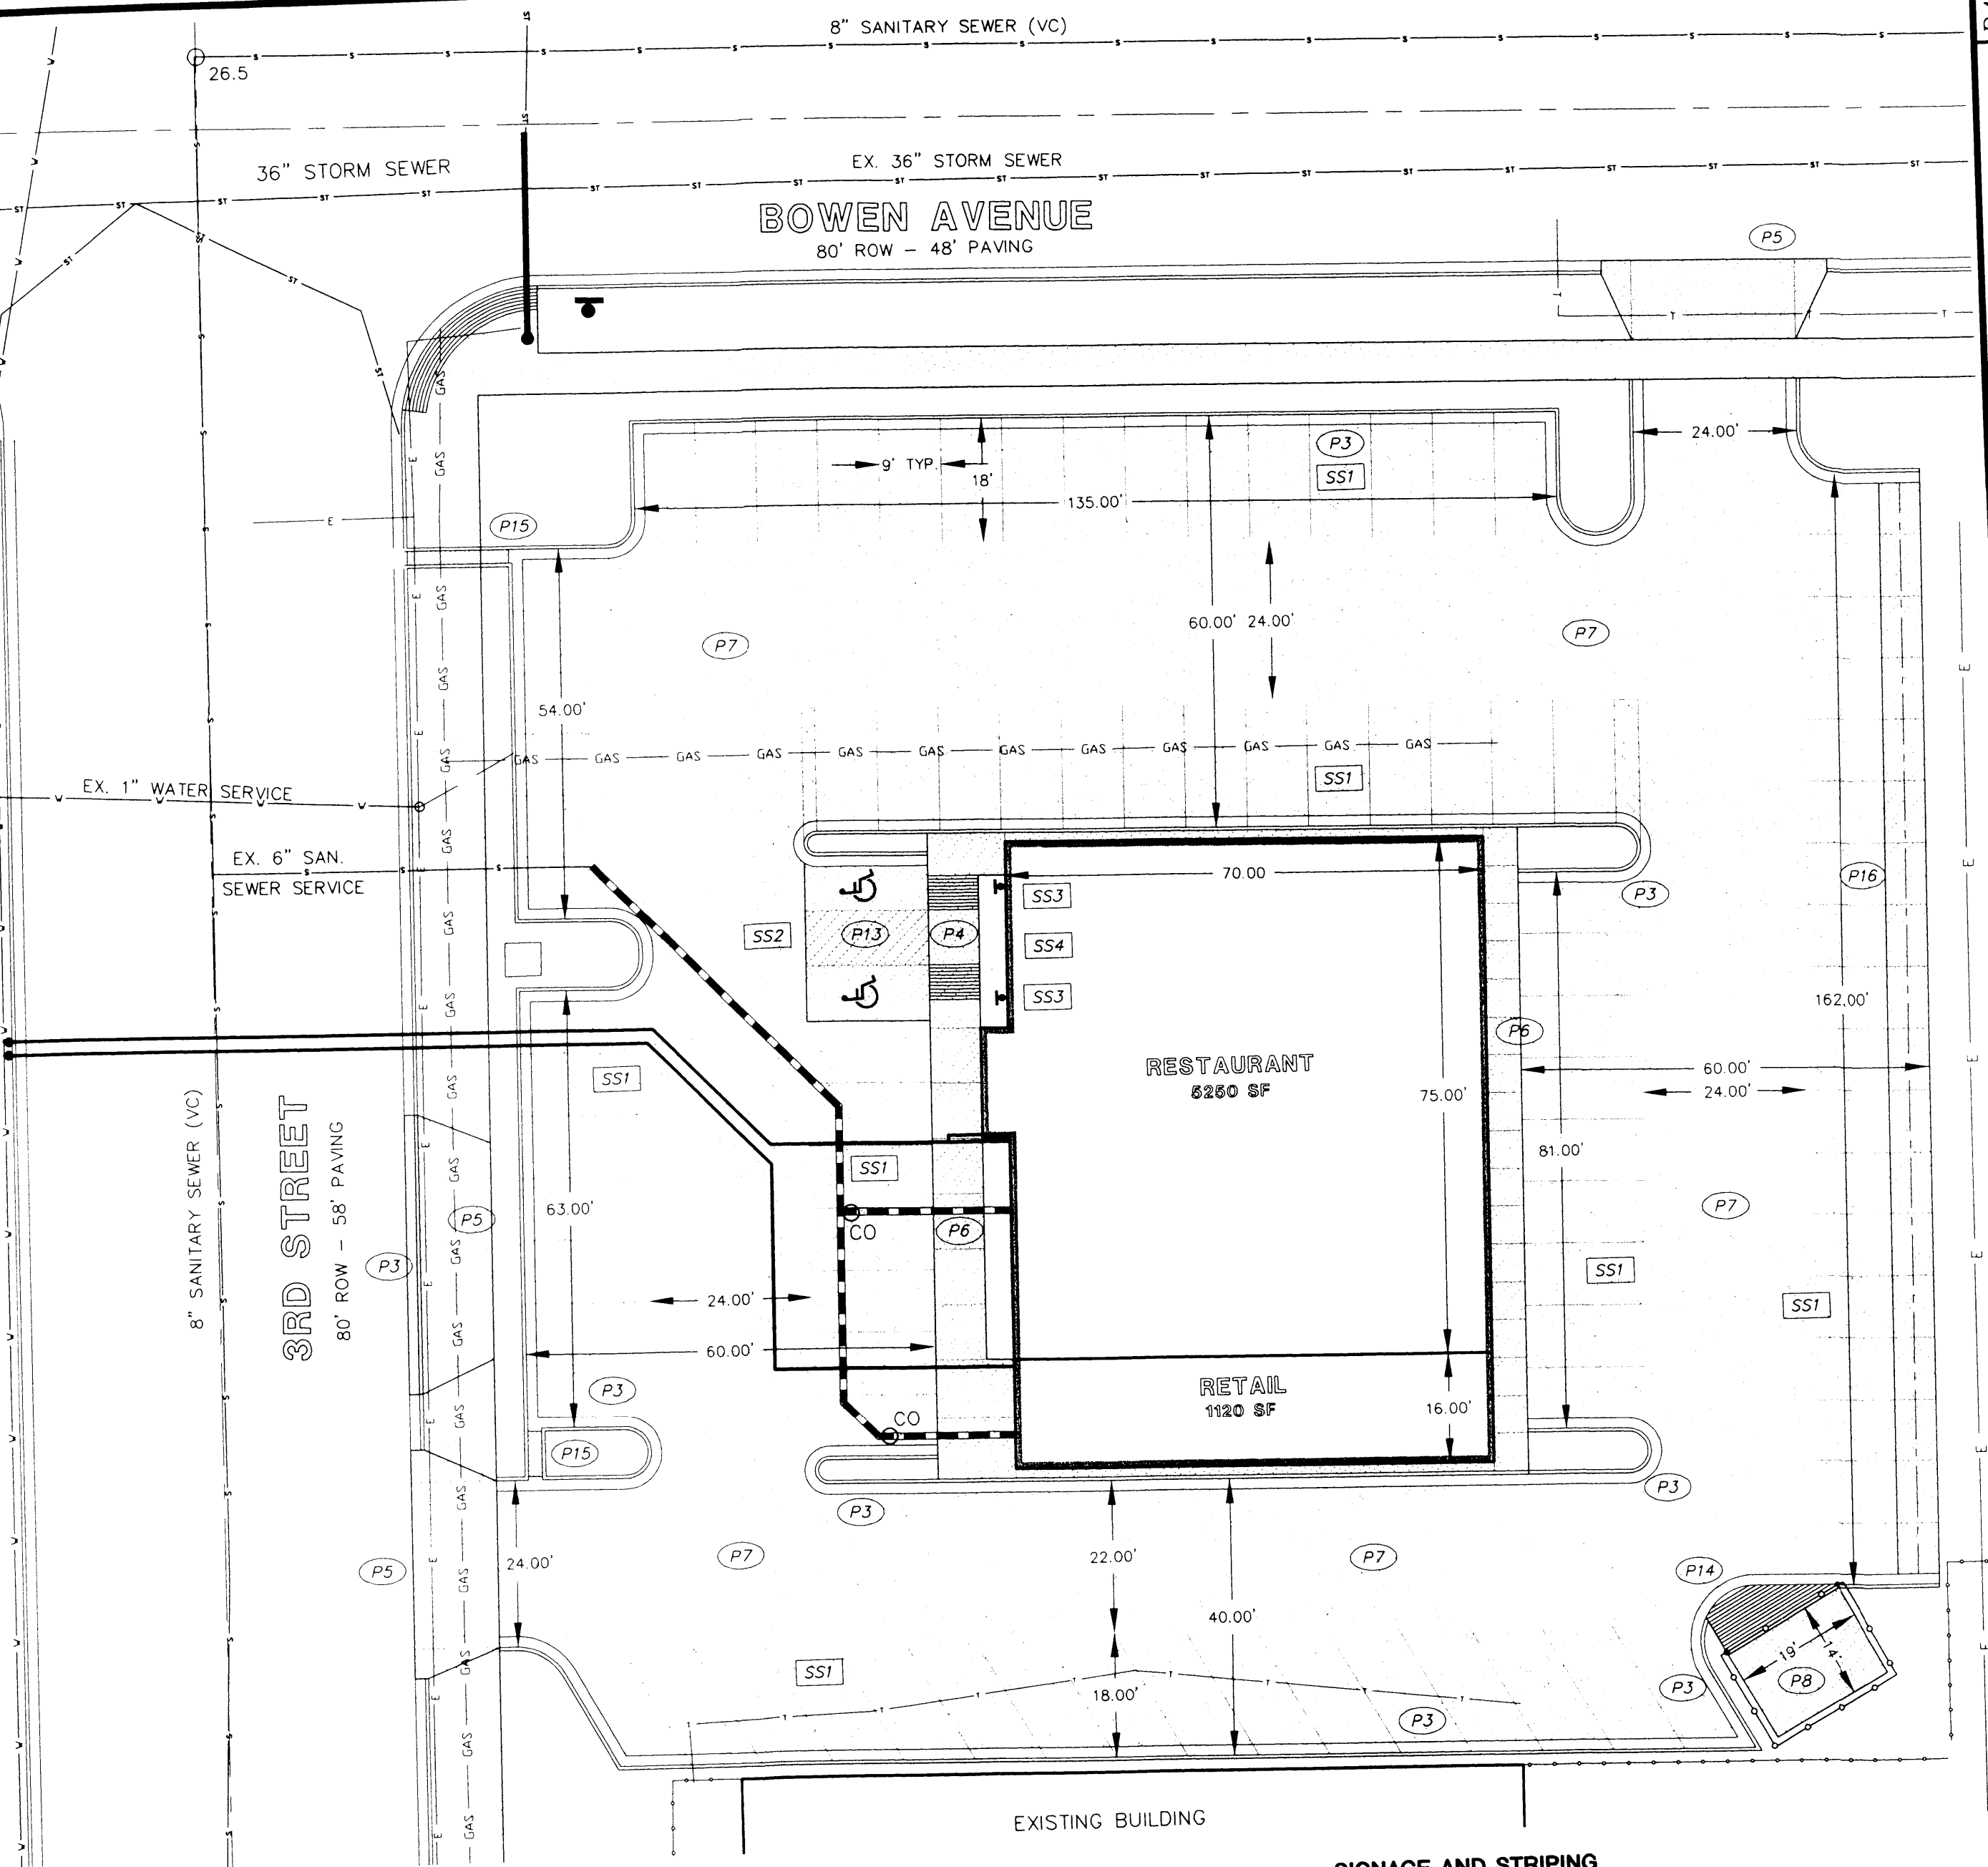 8" SANITARY SEWER (VC)
26.5
36" STORM SEWER
EX. 36" STORM SEWER
BOWEN AVENUE
80' ROW – 48' PAVING
P5
24.00'
P3
SS1
9' TYP.
18'
135.00'
P15
60.00' 24.00'
P7
P7
54.00'
SS1
EX. 1" WATER SERVICE
EX. 6" SAN.
SEWER SERVICE
70.00
P16
P3
SS3
SS2
P13
P4
SS4
SS3
162.00'
P6
RESTAURANT
5250 SF
75.00'
60.00'
24.00'
SS1
81.00'
8" SANITARY SEWER (VC)
3RD STREET
80' ROW – 58' PAVING
SS1
63.00'
P5
P7
CO
P6
P3
SS1
SS1
24.00'
60.00'
P3
RETAIL
1120 SF
16.00'
CO
P15
P3
P3
P7
22.00'
P7
P5
24.00'
P14
40.00'
SS1
19'
14'
P8
18.00'
P3
P3
EXISTING BUILDING
SIGNAGE AND STRIPING